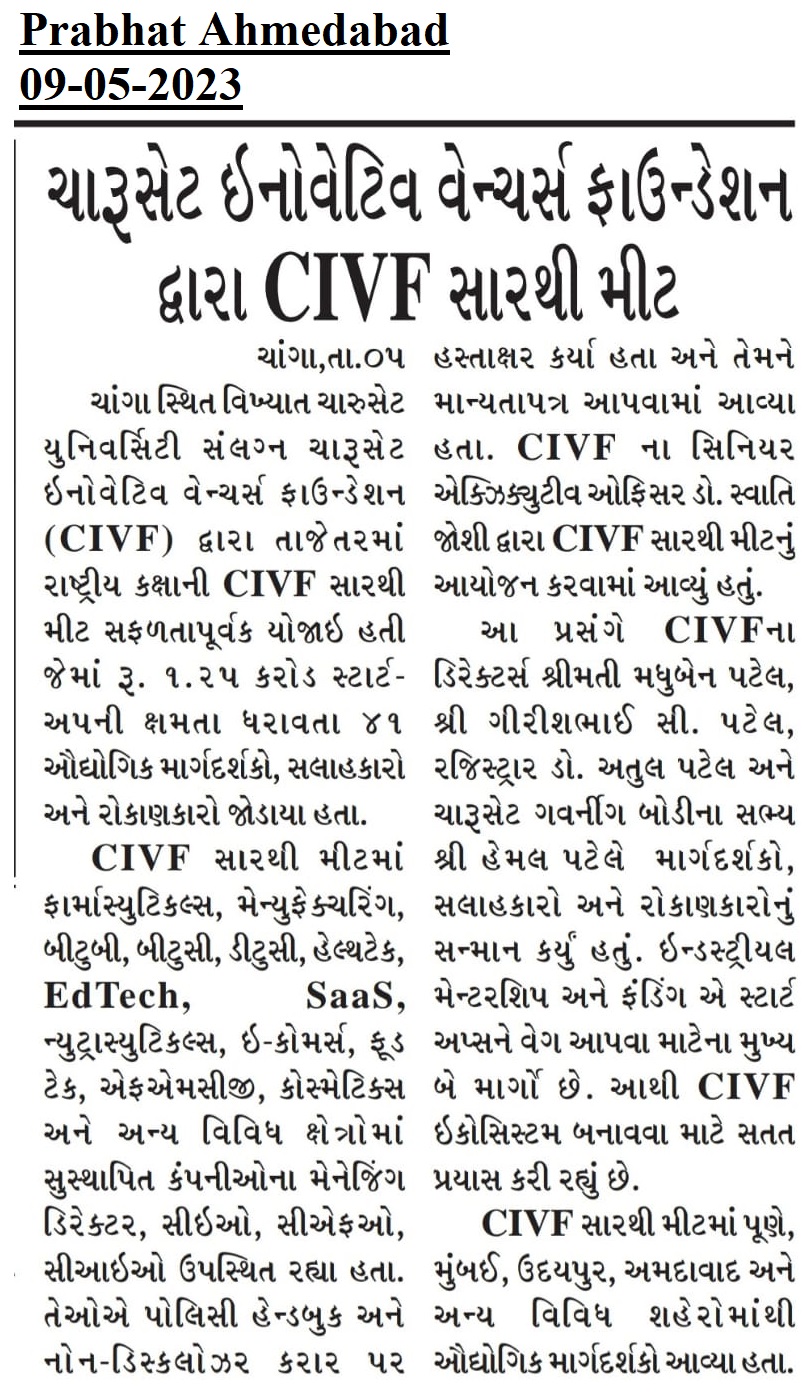 Prabhat Ahmedabad
09-05-2023
ચારૂસેટ ઇનોવેટિવ વેન્ચર્સ ફાઉન્ડેશન
દ્વારા CIVF સારથી મીટ
ચાંગા,તા.૦૫
ચાંગા સ્થિત વિખ્યાત ચારુસેટ
યુનિવર્સિટી સંલગ્ન ચારૂસેટ
ઇનોવેટિવ વેન્ચર્સ ફાઉન્ડેશન
(CIVF) દ્વારા તાજેતરમાં
રાષ્ટ્રીય કક્ષાની CIVF સારથી
મીટ સફળતાપૂર્વક યોજાઇ હતી
જેમાં રૂ. ૧.૨૫ કરોડ સ્ટાર્ટ-
અપની ક્ષમતા ધરાવતા ૪૧
ઔદ્યોગિક માર્ગદર્શકો, સલાહકારો
અને રોકાણકારો જોડાયા હતા.
CIVF સારથી મીટમાં
ફાર્માસ્યુટિકલ્સ, મેન્યુફેક્ચરિંગ,
બીટુબી, બીટુસી, ડીટુસી, હેલ્થટેક,
EdTech, SaaS,
ન્યુટ્રાસ્યુટિકલ્સ, ઇ-કોમર્સ, ફૂડ
ટેક, એફએમસીજી, કોસ્મેટિક્સ
અને અન્ય વિવિધ ક્ષેત્રોમાં
સુસ્થાપિત કંપનીઓના મેનેજિંગ
ડિરેક્ટર, સીઇઓ, સીએફઓ,
સીઆઇઓ ઉપસ્થિત રહ્યા હતા.
તેઓએ પોલિસી હેન્ડબુક અને
નોન-ડિસ્ક્લોઝર કરાર પર
હસ્તાક્ષર કર્યા હતા અને તેમને
માન્યતાપત્ર આપવામાં આવ્યા
હતા. CIVF ના સિનિયર
એક્ઝિક્યુટીવ ઓફિસર ડો. સ્વાતિ
જોશી દ્વારા CIVF સારથી મીટનું
આયોજન કરવામાં આવ્યું હતું.
આ પ્રસંગે CIVFના
ડિરેક્ટર્સ શ્રીમતી મધુબેન પટેલ,
શ્રી ગીરીશભાઈ સી. પટેલ,
રજિસ્ટ્રાર ડો. અતુલ પટેલ અને
ચારૂસેટ ગવર્નીંગ બોડીના સભ્ય
શ્રી હેમલ પટેલે માર્ગદર્શકો,
સલાહકારો અને રોકાણકારોનું
સન્માન કર્યું હતું. ઇન્ડસ્ટ્રીયલ
મેન્ટરશિપ અને ફંડિંગ એ સ્ટાર્ટ
અપ્સને વેગ આપવા માટેના મુખ્ય
બે માર્ગો છે. આથી CIVF
ઇકોસિસ્ટમ બનાવવા માટે સતત
પ્રયાસ કરી રહ્યું છે.
CIVF સારથી મીટમાં પૂણે,
મુંબઈ, ઉદયપુર, અમદાવાદ અને
અન્ય વિવિધ શહેરોમાંથી
ઔદ્યોગિક માર્ગદર્શકો આવ્યા હતા.